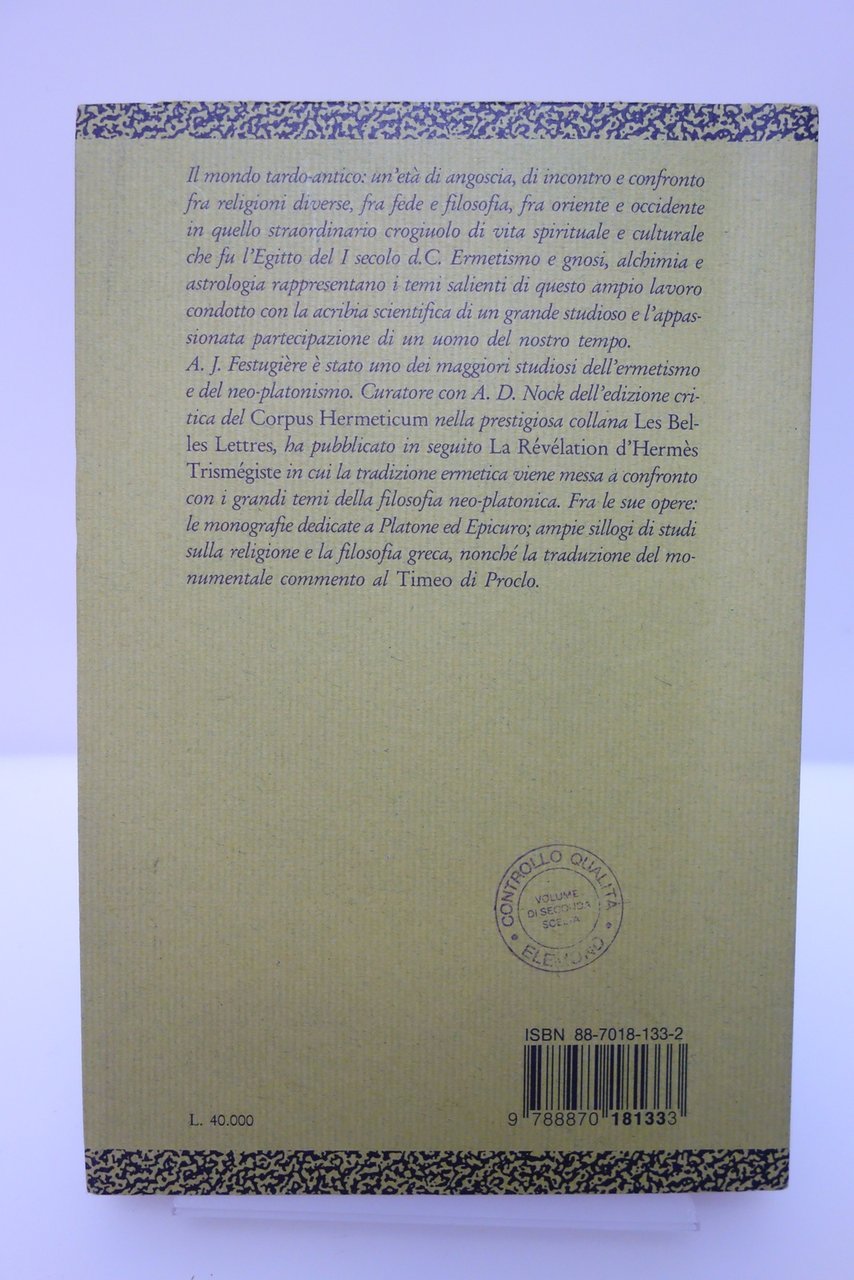 Il mondo tardo-antico: un'età di angoscia, di incontro e confronto
fra religioni diverse, fra fede e filosofia, fra oriente e occidente
in quello straordinario crogiuolo di vita spirituale e culturale
che fu l'Egitto del I secolo d.C. Ermetismo e gnosi, alchimia e
astrologia rappresentano i temi salienti di questo ampio lavoro
condotto con la acribia scientifica di un grande studioso e l'appas-
sionata partecipazione di un uomo del nostro tempo.
A. J. Festugière è stato uno dei maggiori studiosi dell'ermetismo
e del neo-platonismo. Curatore con A. D. Nock dell'edizione cri-
tica del Corpus Hermeticum nella prestigiosa collana Les Bel-
les Lettres, ha pubblicato in seguito La Révélation d'Hermès
Trismégiste in cui la tradizione ermetica viene messa a confronto
con i grandi temi della filosofia neo-platonica. Fra le sue opere:
le monografie dedicate a Platone ed Epicuro; ampie sillogi di studi
sulla religione e la filosofia greca, nonché la traduzione del mo-
numentale commento al Timeo di Proclo.
CONTROLLO QUALITÀ
VOLUME
DI SECONDA
SCELTA
ISBN 88-7018-133-2
9 788870 181333
L. 40.000